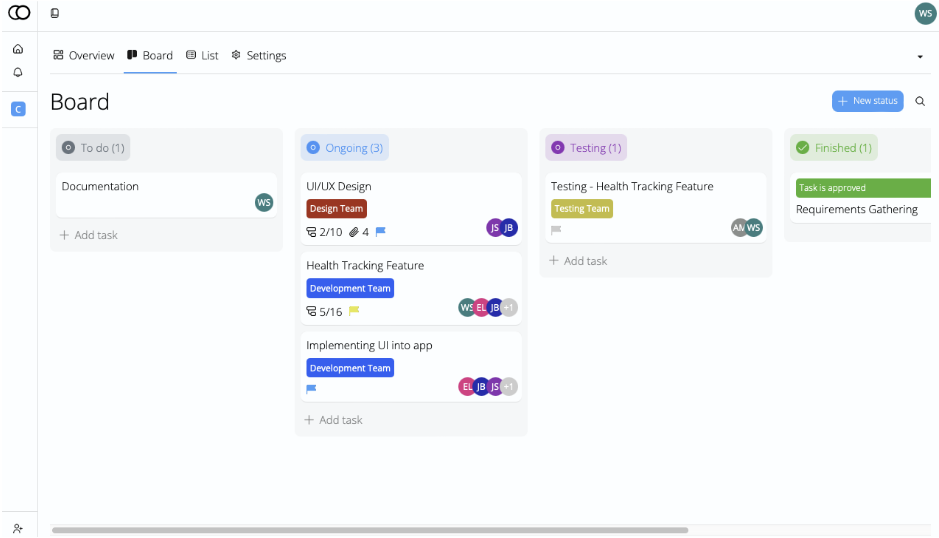 WS
Overview
Board
List
Settings
C
Board
New status
To do (1)
Documentation
WS
Add task
Ongoing (3)
UI/UX Design
Design Team
2/10
4
JS
JB
Health Tracking Feature
Development Team
5/16
WS
EL
JB
+1
Implementing UI into app
Development Team
EL
JB
JS
+1
Add task
Testing (1)
Testing - Health Tracking Feature
Testing Team
AM
WS
Add task
Finished (1)
Task is approved
Requirements Gathering